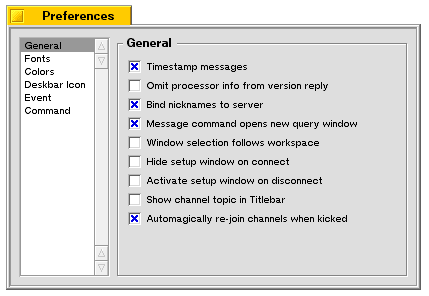 Preferences
General
Fonts
Colors
Deskbar Icon
Event
Command
General
Timestamp messages
Omit processor info from version reply
Bind nicknames to server
Message command opens new query window
Window selection follows workspace
Hide setup window on connect
Activate setup window on disconnect
Show channel topic in Titlebar
Automagically re-join channels when kicked